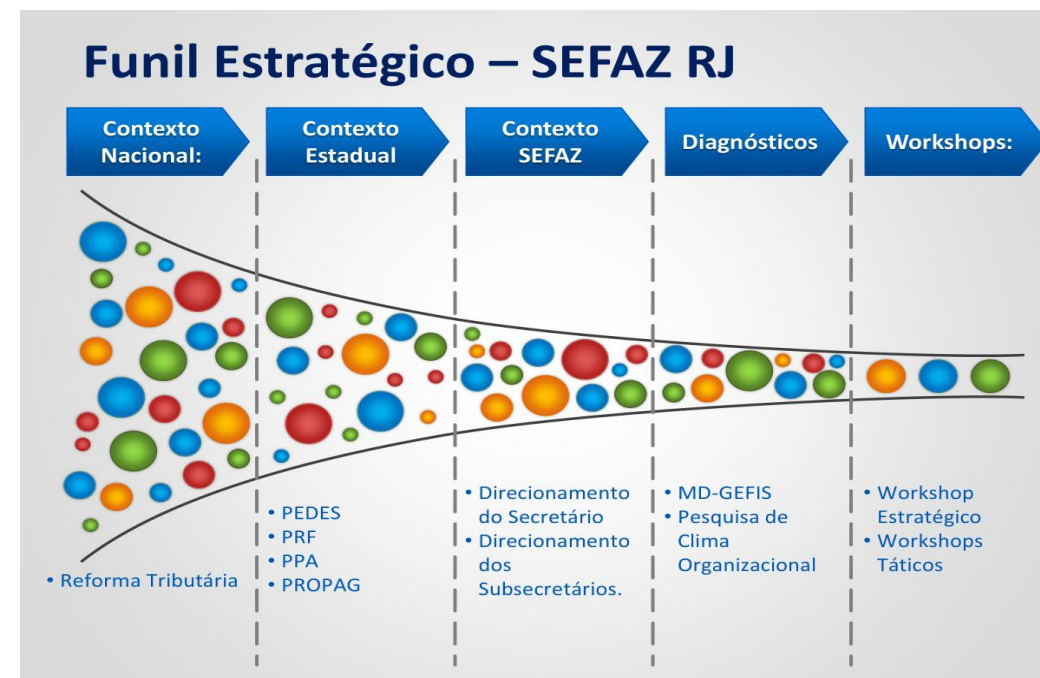 Funil Estratégico – SEFAZ RJ
Contexto
Nacional:
Contexto
Estadual
Contexto
SEFAZ
Diagnósticos
Workshops:
• Reforma Tributária
• PEDES
• PRF
• PPA
• PROPAG
• Direcionamento
do Secretário
• Direcionamento
dos
Subsecretários.
• MD-GEFIS
• Pesquisa de
Clima
Organizacional
• Workshop
Estratégico
• Workshops
Táticos